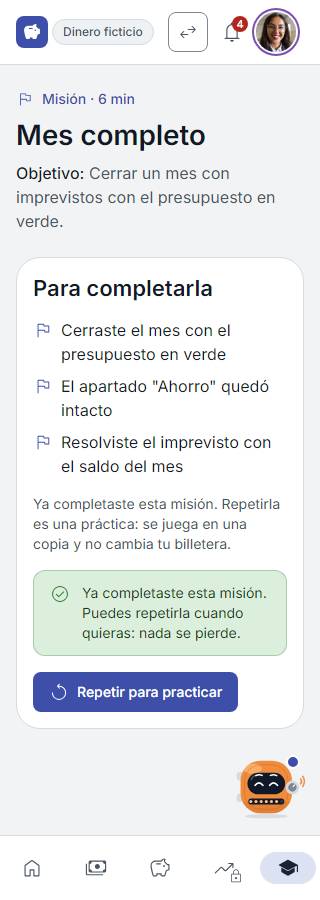 Dinero ficticio
4
Misión · 6 min
Mes completo
Objetivo: Cerrar un mes con
imprevistos con el presupuesto en
verde.
Para completarla
Cerraste el mes con el
presupuesto en verde
El apartado "Ahorro" quedó
intacto
Resolviste el imprevisto con
el saldo del mes
Ya completaste esta misión. Repetirla
es una práctica: se juega en una
copia y no cambia tu billetera.
Ya completaste esta misión.
Puedes repetirla cuando
quieras: nada se pierde.
Repetir para practicar